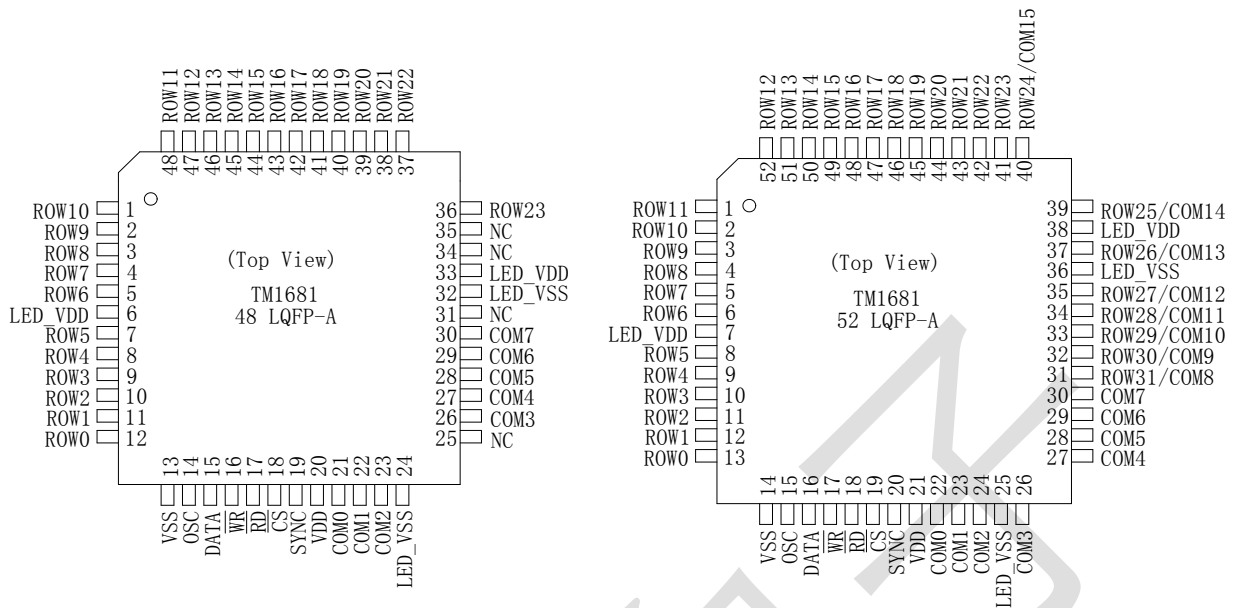 ROW11
ROW12
ROW13
ROW14
ROW15
ROW16
ROW17
ROW18
ROW19
ROW20
ROW21
ROW22
48
47
46
45
44
43
42
41
40
39
38
37
ROW10 1
ROW9 2
ROW8 3
ROW7 4
ROW6 5
LED_VDD 6
ROW5 7
ROW4 8
ROW3 9
ROW2 10
ROW1 11
ROW0 12
(Top View)
TM1681
48 LQFP-A
36 ROW23
35 NC
34 NC
33 LED_VDD
32 LED_VSS
31 NC
30 COM7
29 COM6
28 COM5
27 COM4
26 COM3
25 NC
13
14
15
16
17
18
19
20
21
22
23
24
VSS
OSC
DATA
WR
RD
CS
SYNC
VDD
COM0
COM1
COM2
LED_VSS
ROW12
ROW13
ROW14
ROW15
ROW16
ROW17
ROW18
ROW19
ROW20
ROW21
ROW22
ROW23
ROW24/COM15
52
51
50
49
48
47
46
45
44
43
42
41
40
ROW11 1
ROW10 2
ROW9 3
ROW8 4
ROW7 5
ROW6 6
LED_VDD 7
ROW5 8
ROW4 9
ROW3 10
ROW2 11
ROW1 12
ROW0 13
(Top View)
TM1681
52 LQFP-A
39 ROW25/COM14
38 LED_VDD
37 ROW26/COM13
36 LED_VSS
35 ROW27/COM12
34 ROW28/COM11
33 ROW29/COM10
32 ROW30/COM9
31 ROW31/COM8
30 COM7
29 COM6
28 COM5
27 COM4
14
15
16
17
18
19
20
21
22
23
24
25
26
VSS
OSC
DATA
WR
RD
CS
SYNC
VDD
COM0
COM1
COM2
LED_VSS
COM3